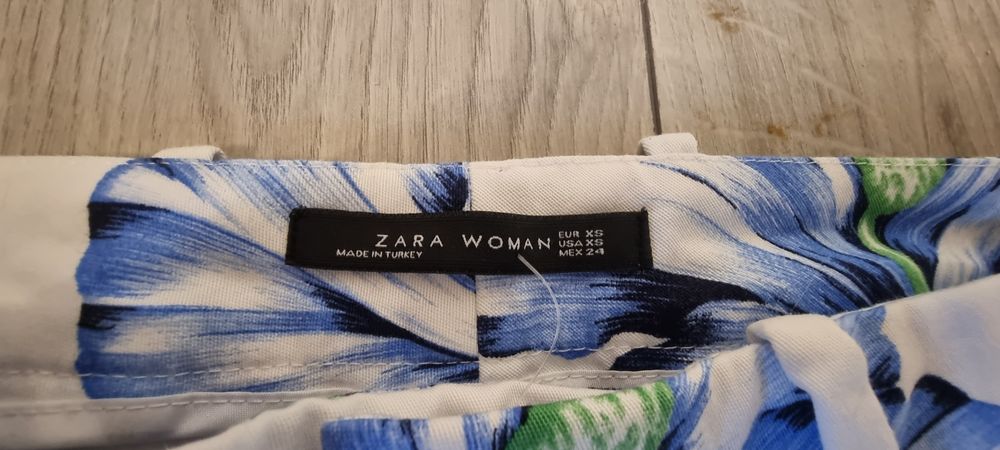 ZARA WOMAN
MADE IN TURKEY
EUR XS
USA XS
MEX 24